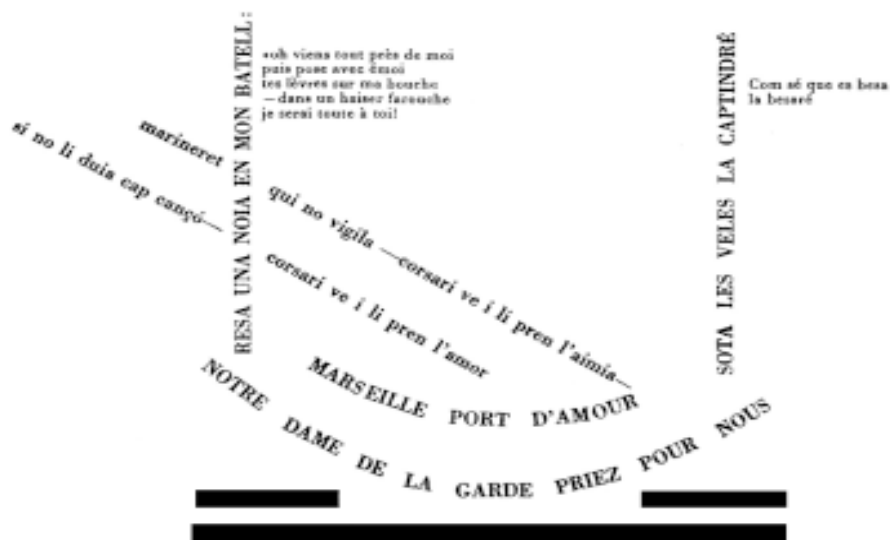 RESA UNA NOIA EN MON BATELL:
«oh viens tout près de moi
puis pose avec émoi
tes lèvres sur ma bouche
—dans un baiser farouche
je serai toute à toi!
SOTA LES VELES LA CAPTINDRÉ
Com sé que es besa
la besaré
marineret qui no vigila —corsari ve i li pren l'aimia—
si no li duia cap cançó— corsari ve i li pren l'amor
MARSEILLE PORT D'AMOUR
NOTRE DAME DE LA GARDE PRIEZ POUR NOUS